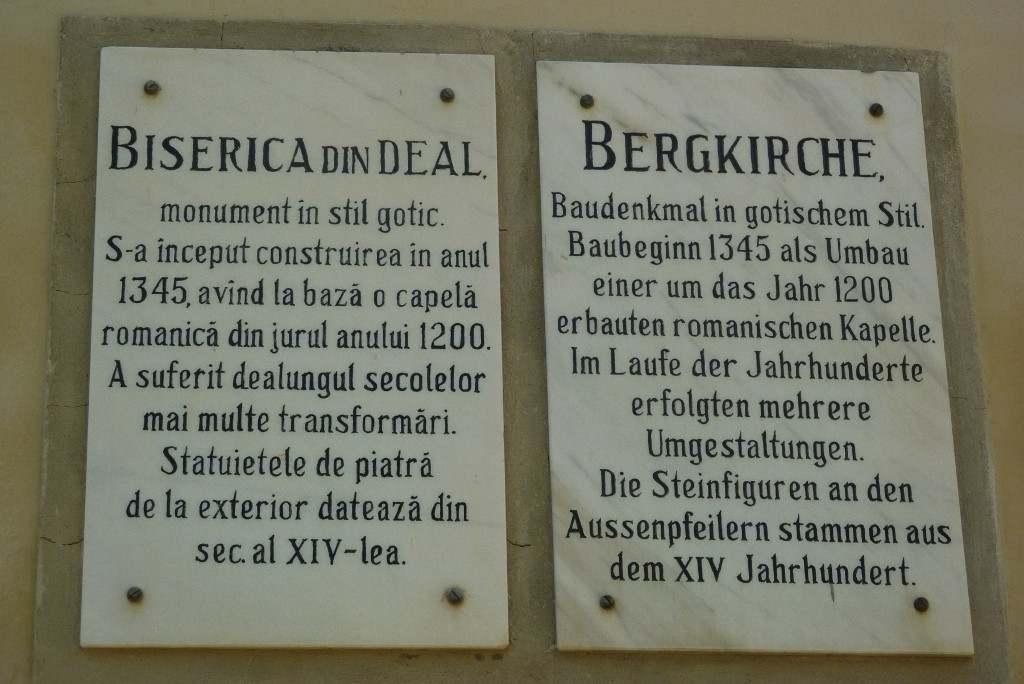 BISERICA DIN DEAL,
monument în stil gotic.
S-a început construirea în anul
1345, avînd la bază o capelă
romanică din jurul anului 1200.
A suferit dealungul secolelor
mai multe transformări.
Statuietele de piatră
de la exterior datează din
sec. al XIV-lea.
BERGKIRCHE,
Baudenkmal in gotischem Stil.
Baubeginn 1345 als Umbau
einer um das Jahr 1200
erbauten romanischen Kapelle.
Im Laufe der Jahrhunderte
erfolgten mehrere
Umgestaltungen.
Die Steinfiguren an den
Aussenpfeilern stammen aus
dem XIV Jahrhundert.